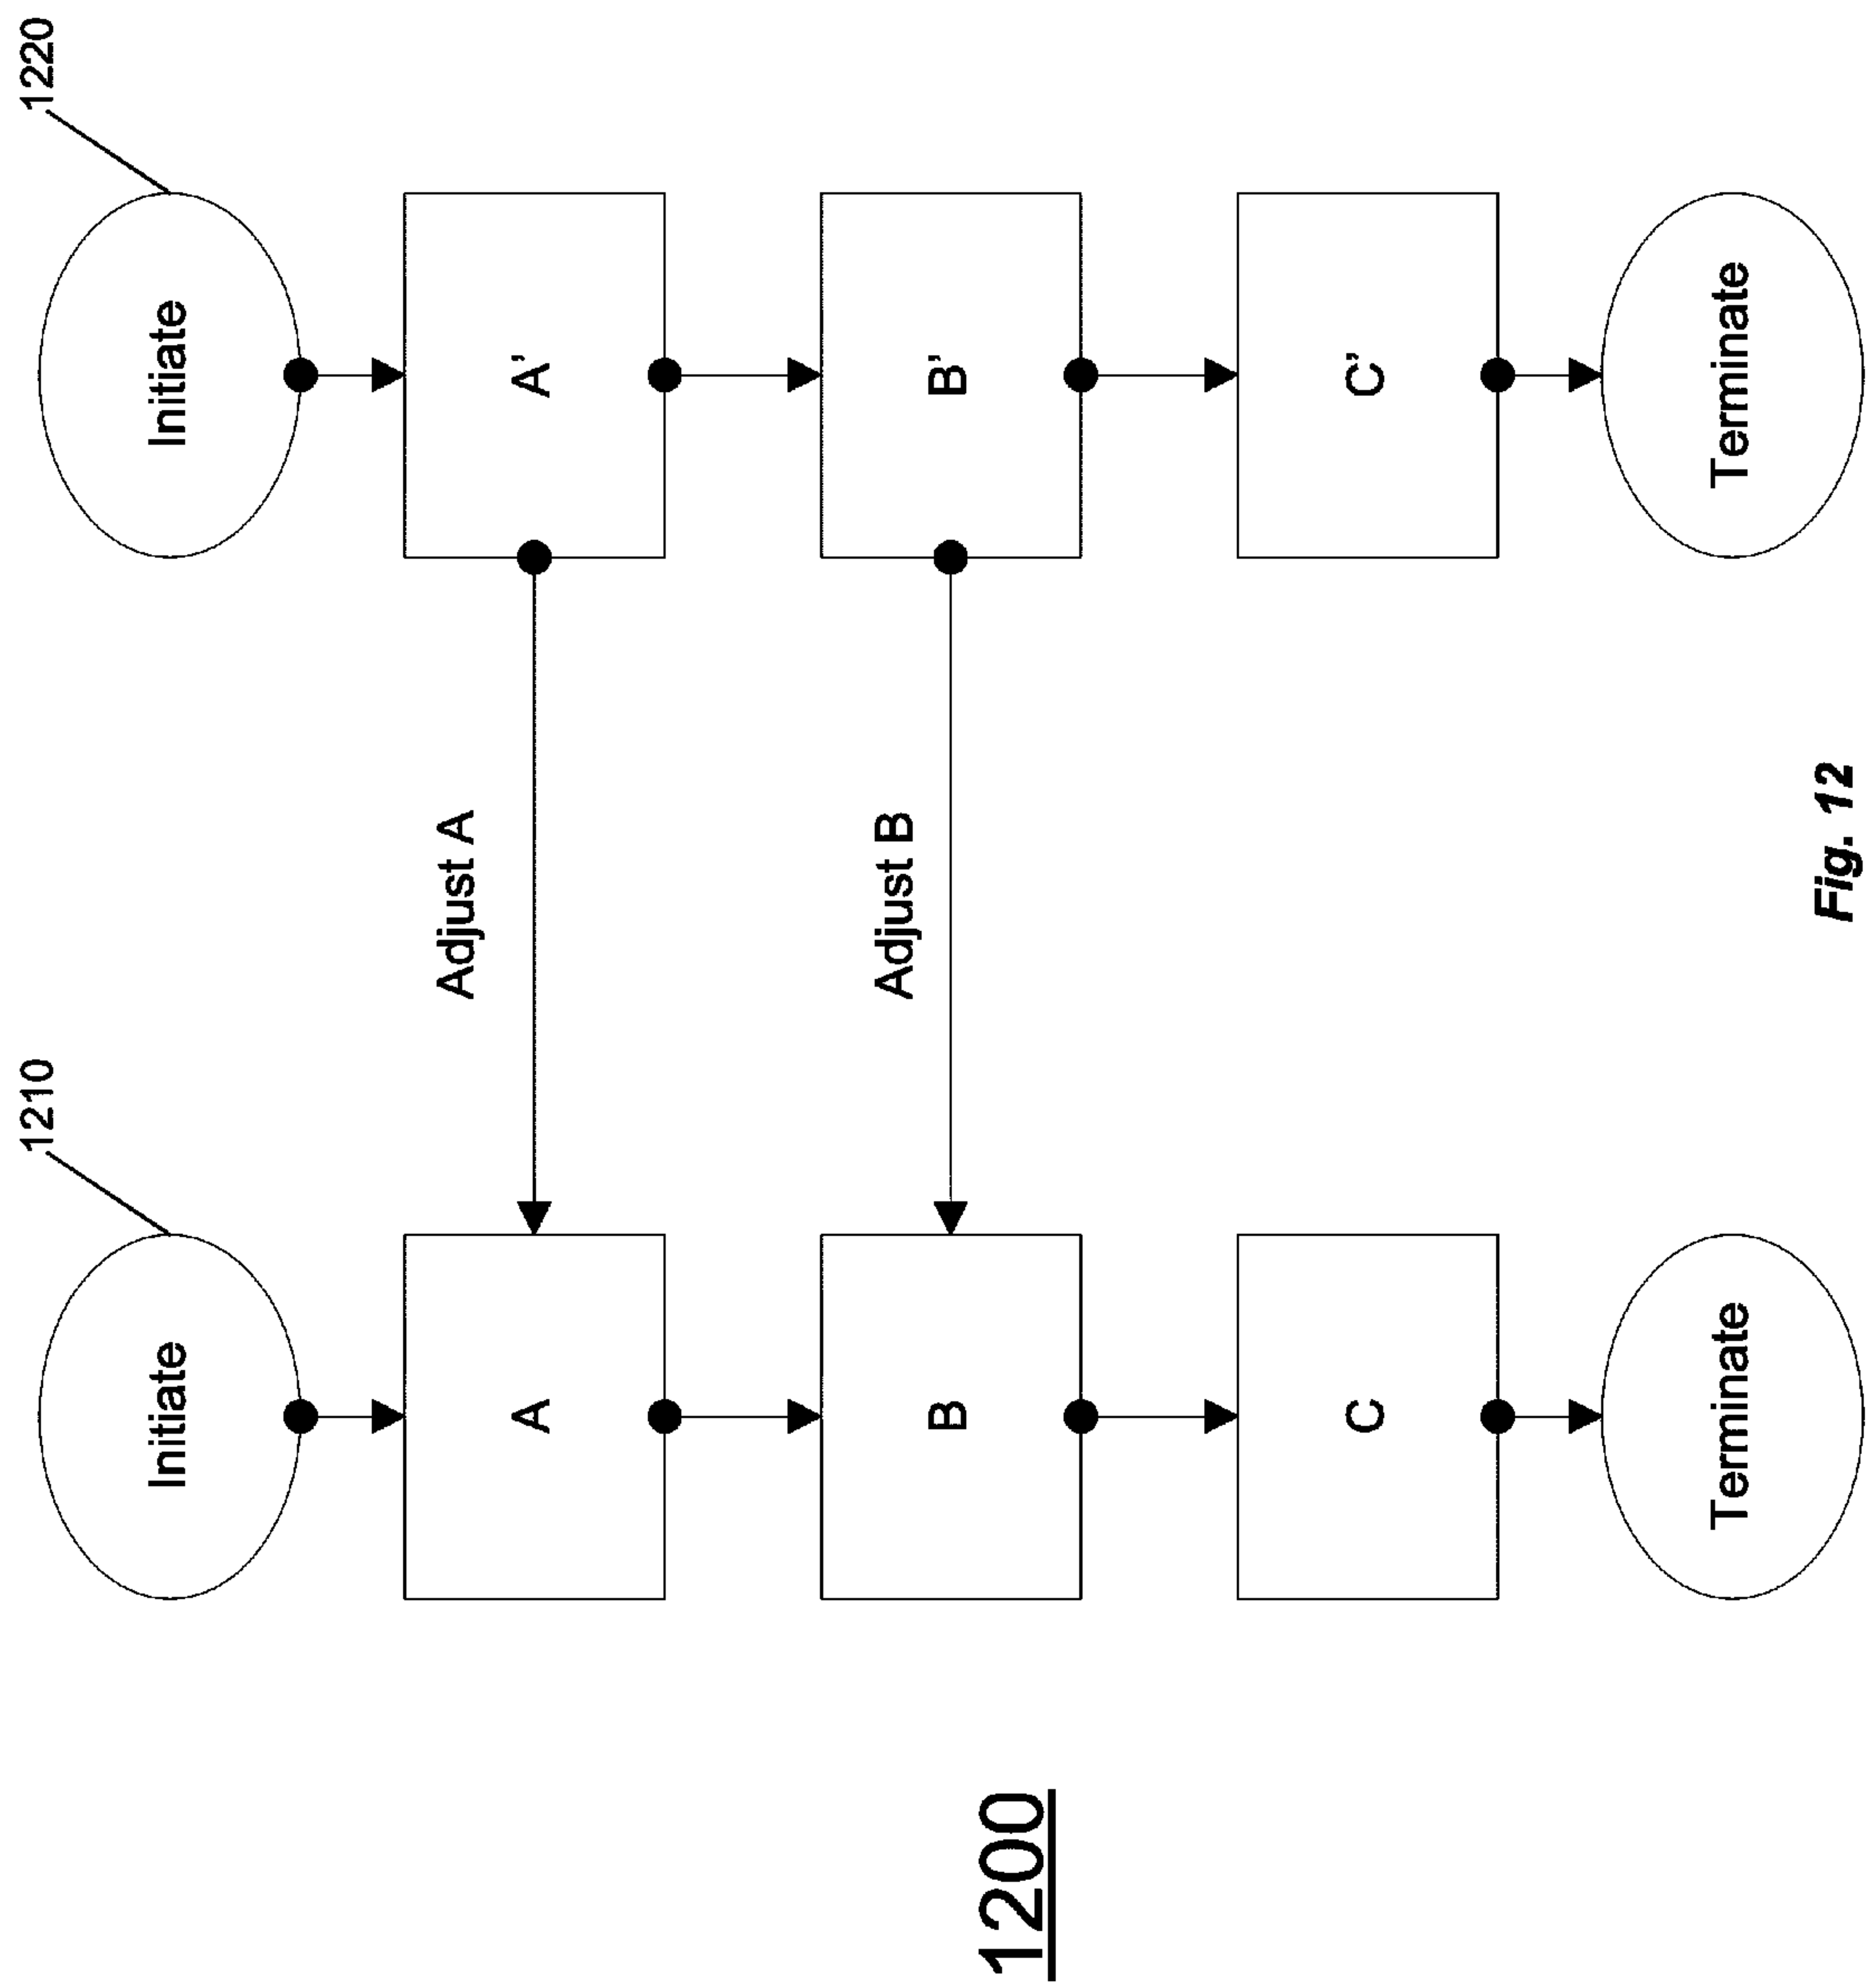 1210
1220
Initiate
Initiate
Adjust A
A
A'
Adjust B
B
B'
1200
C
C'
Terminate
Terminate
Fig. 12